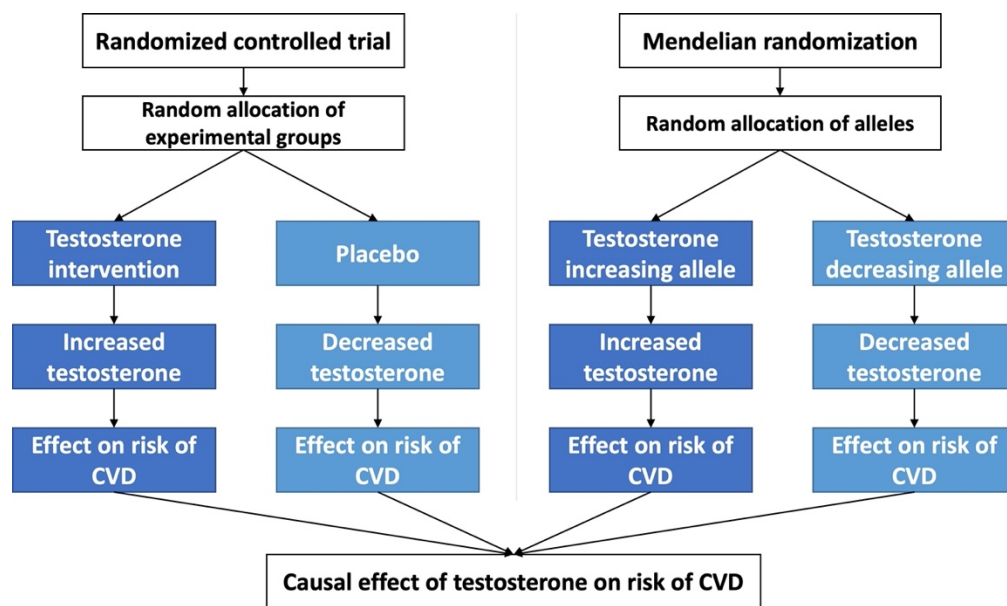 Randomized controlled trial
Mendelian randomization
Random allocation of
experimental groups
Random allocation of alleles
Testosterone
intervention
Placebo
Testosterone
increasing allele
Testosterone
decreasing allele
Increased
testosterone
Decreased
testosterone
Increased
testosterone
Decreased
testosterone
Effect on risk of
CVD
Effect on risk of
CVD
Effect on risk of
CVD
Effect on risk of
CVD
Causal effect of testosterone on risk of CVD